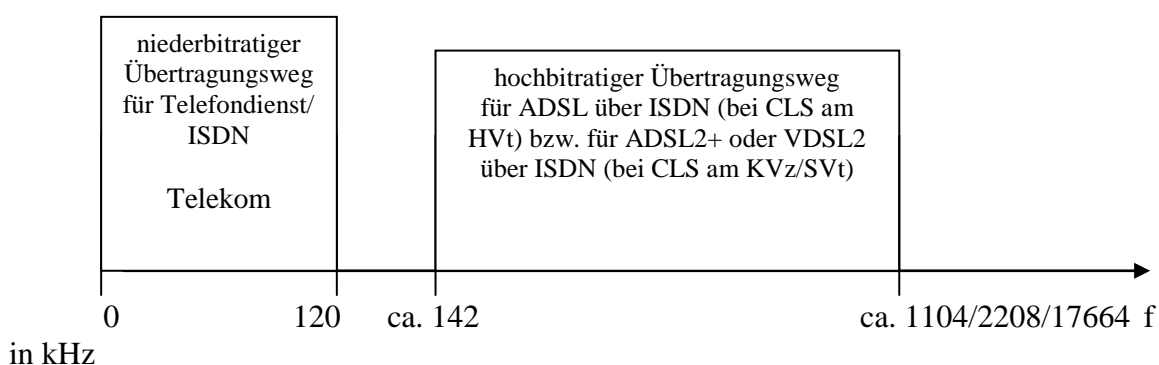 niederbitratiger
Übertragungsweg
für Telefondienst/
ISDN
Telekom
hochbitratiger Übertragungsweg
für ADSL über ISDN (bei CLS am
HVt) bzw. für ADSL2+ oder VDSL2
über ISDN (bei CLS am KVz/SVt)
0 120 ca. 142 ca. 1104/2208/17664 f
in kHz